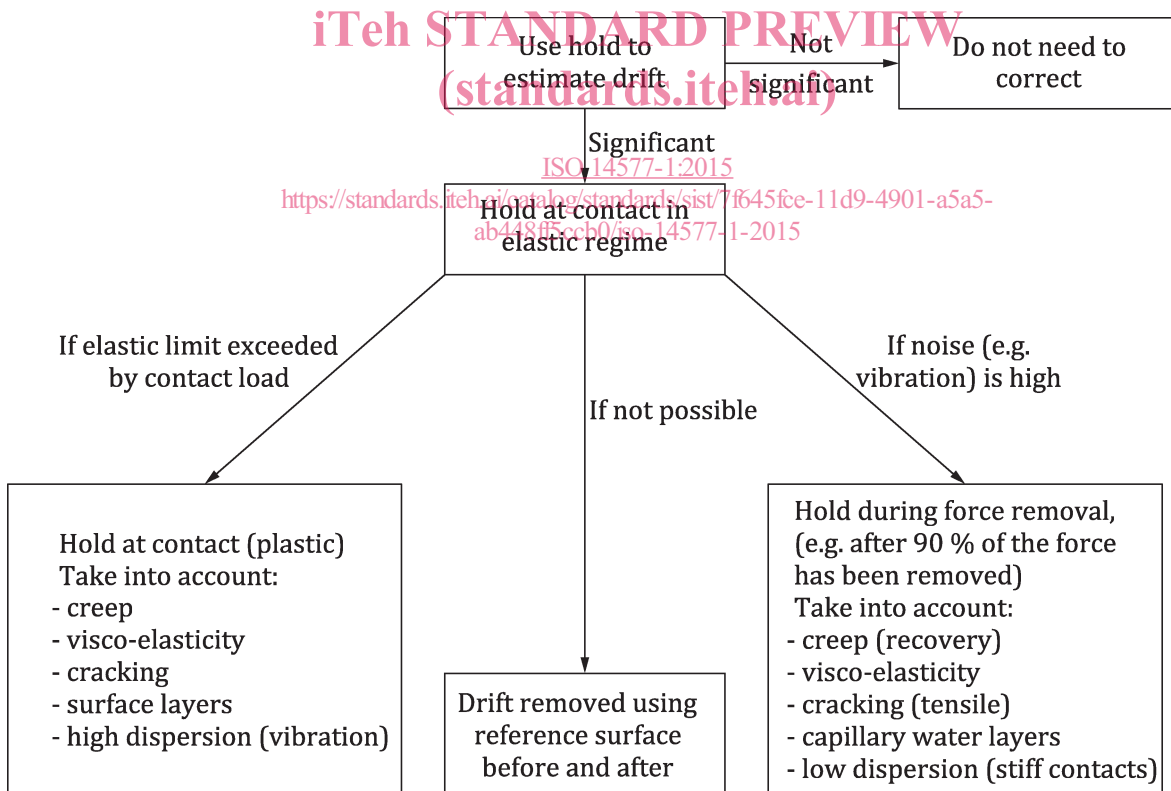 iTeh STANDARD PREVIEW
(standards.iteh.ai)
Use hold to
estimate drift
Not
significant
Do not need to
correct
Significant
ISO 14577-1:2015
https://standards.iteh.ai/catalog/standards/sist/7f645fce-11d9-4901-a5a5-
ab448ff5ccb0/iso-14577-1-2015
Hold at contact in
elastic regime
If elastic limit exceeded
by contact load
If not possible
If noise (e.g.
vibration) is high
Hold at contact (plastic)
Take into account:
- creep
- visco-elasticity
- cracking
- surface layers
- high dispersion (vibration)
Drift removed using
reference surface
before and after
Hold during force removal,
(e.g. after 90 % of the force
has been removed)
Take into account:
- creep (recovery)
- visco-elasticity
- cracking (tensile)
- capillary water layers
- low dispersion (stiff contacts)